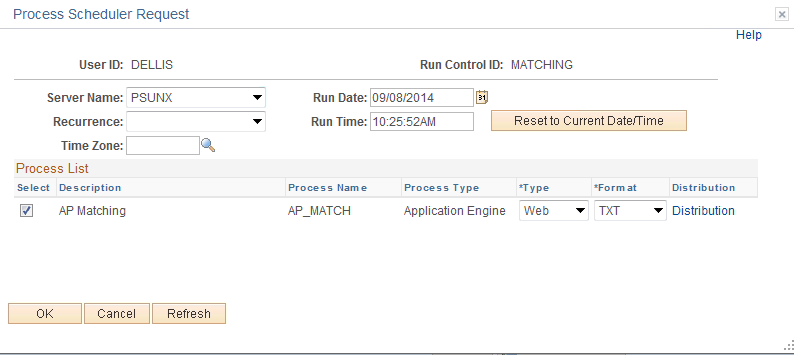 Process Scheduler Request
Help
User ID: DELLIS Run Control ID: MATCHING
Server Name: PSUNX Run Date: 09/08/2014 31
Recurrence: Run Time: 10:25:52AM Reset to Current Date/Time
Time Zone:
Process List
Select Description Process Name Process Type *Type *Format Distribution
AP Matching AP_MATCH Application Engine Web TXT Distribution
OK Cancel Refresh